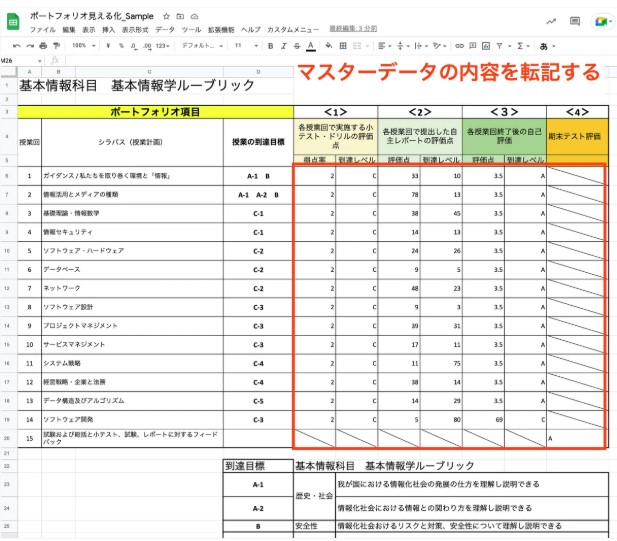 ポートフォリオ見える化_Sample
ファイル 編集 表示 挿入 表示形式 データ ツール 拡張機能 ヘルプ カスタムメニュー 最終編集: 3 分前
100% ¥ % .0 .00 123 デフォルト... 11 B I S A あ
M26 fx
A B C D
1 基本情報科目 基本情報学ルーブリック
マスターデータの内容を転記する
2
3 ポートフォリオ項目 <1> <2> <3> <4>
4 授業回 シラバス（授業計画） 授業の到達目標 各授業回で実施する小テスト・ドリルの評価点 各授業回で提出した自主レポートの評価点 各授業回終了後の自己評価 期末テスト評価
5 得点率 到達レベル 評価点 到達レベル 評価点 到達レベル
6 1 ガイダンス / 私たちを取り巻く環境と「情報」 A-1 B 2 C 33 10 3.5 A
7 2 情報活用とメディアの種類 A-1 A-2 B 2 C 78 13 3.5 A
8 3 基礎理論・情報数学 C-1 2 C 38 45 3.5 A
9 4 情報セキュリティ C-1 2 C 14 13 3.5 A
10 5 ソフトウェア・ハードウェア C-2 2 C 24 26 3.5 A
11 6 データベース C-2 2 C 9 5 3.5 A
12 7 ネットワーク C-2 2 C 48 23 3.5 A
13 8 ソフトウェア設計 C-3 2 C 9 3 3.5 A
14 9 プロジェクトマネジメント C-3 2 C 39 31 3.5 A
15 10 サービスマネジメント C-3 2 C 17 11 3.5 A
16 11 システム戦略 C-4 2 C 11 75 3.5 A
17 12 経営戦略・企業と法務 C-4 2 C 38 14 3.5 A
18 13 データ構造及びアルゴリズム C-5 2 C 14 29 3.5 A
19 14 ソフトウェア開発 C-3 2 C 5 80 69 C
20 15 試験および総括と小テスト、試験、レポートに対するフィードバック A
21
22 到達目標 基本情報科目 基本情報学ルーブリック
23 A-1 歴史・社会 我が国における情報化社会の発展の仕方を理解し説明できる
24 A-2 情報化社会における情報との関わり方を理解し説明できる
25 B 安全性 情報化社会おけるリスクと対策、安全性について理解し説明できる